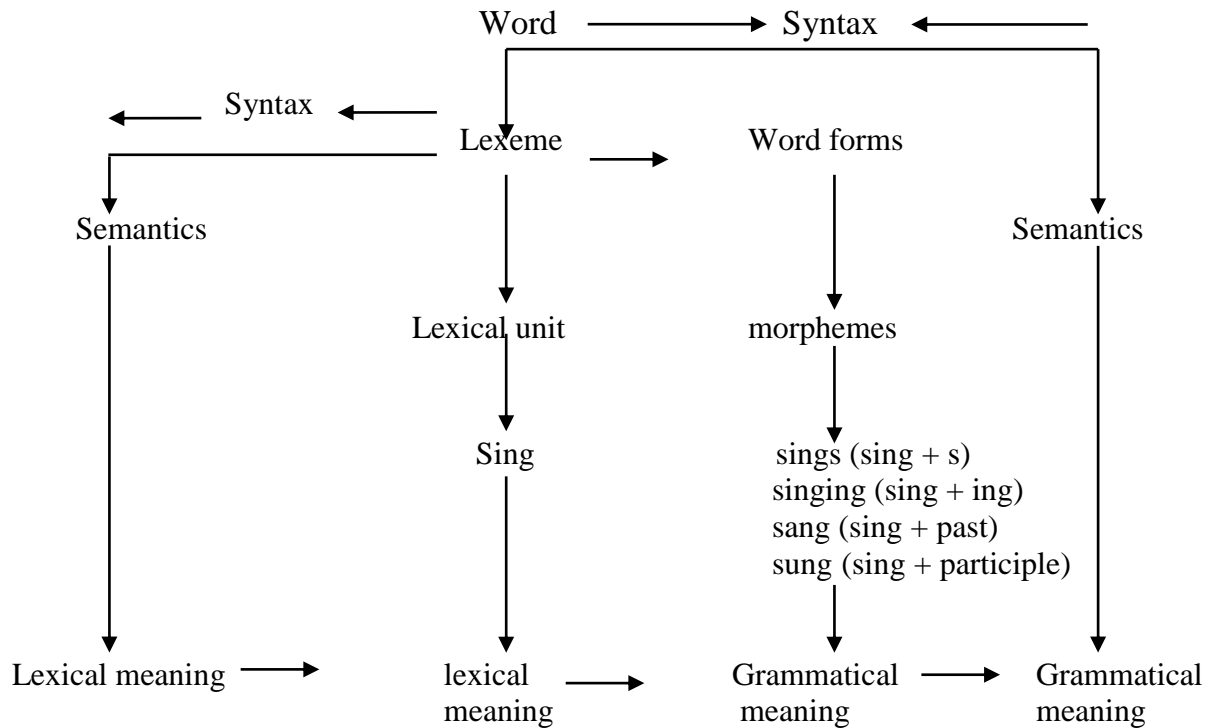 Word Syntax
Syntax
Lexeme Word forms
Semantics Semantics
Lexical unit morphemes
Sing
sings (sing + s)
singing (sing + ing)
sang (sing + past)
sung (sing + participle)
Lexical meaning
lexical
meaning
Grammatical
meaning
Grammatical
meaning